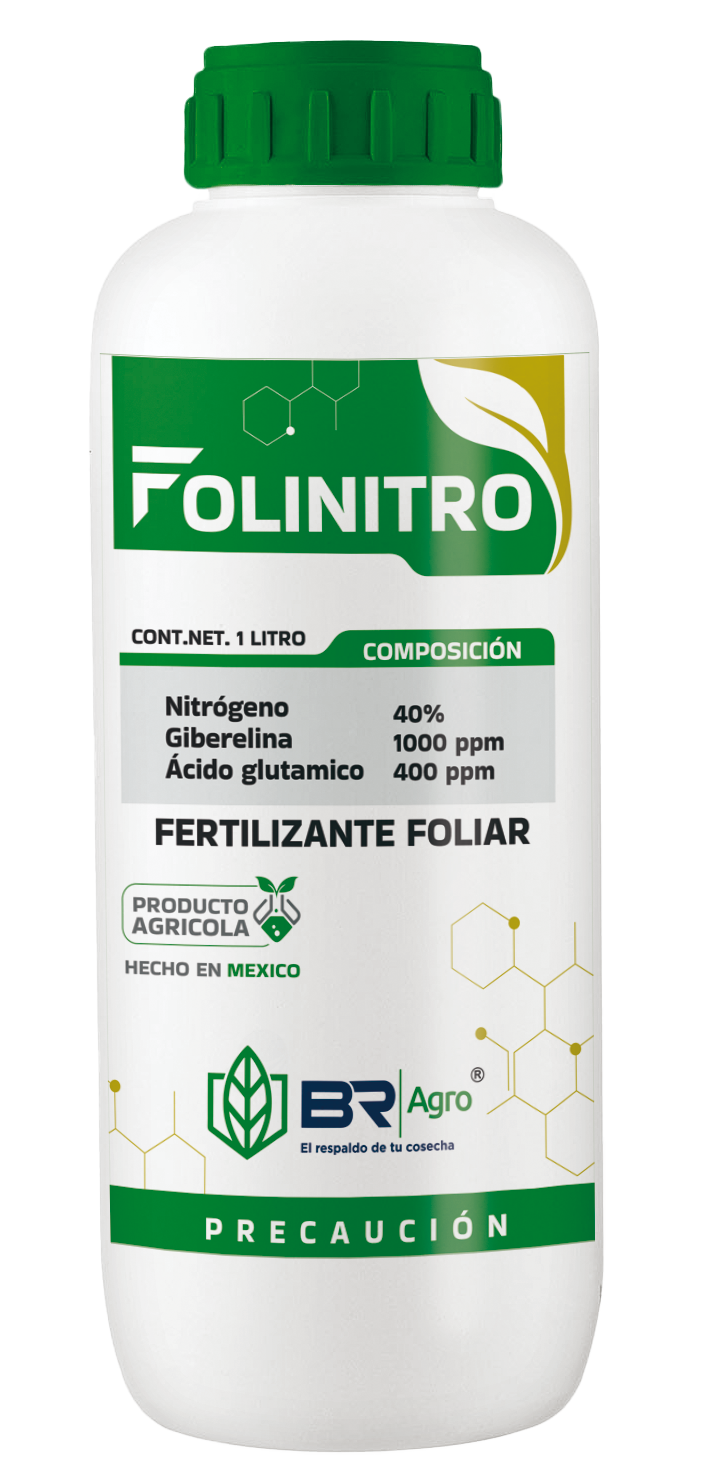 FOLINITRO
CONT.NET. 1 LITRO
COMPOSICIÓN
Nitrógeno 40%
Giberelina 1000 ppm
Ácido glutamico 400 ppm
FERTILIZANTE FOLIAR
PRODUCTO
AGRICOLA
HECHO EN MEXICO
BR Agro ®
El respaldo de tu cosecha
PRECAUCIÓN